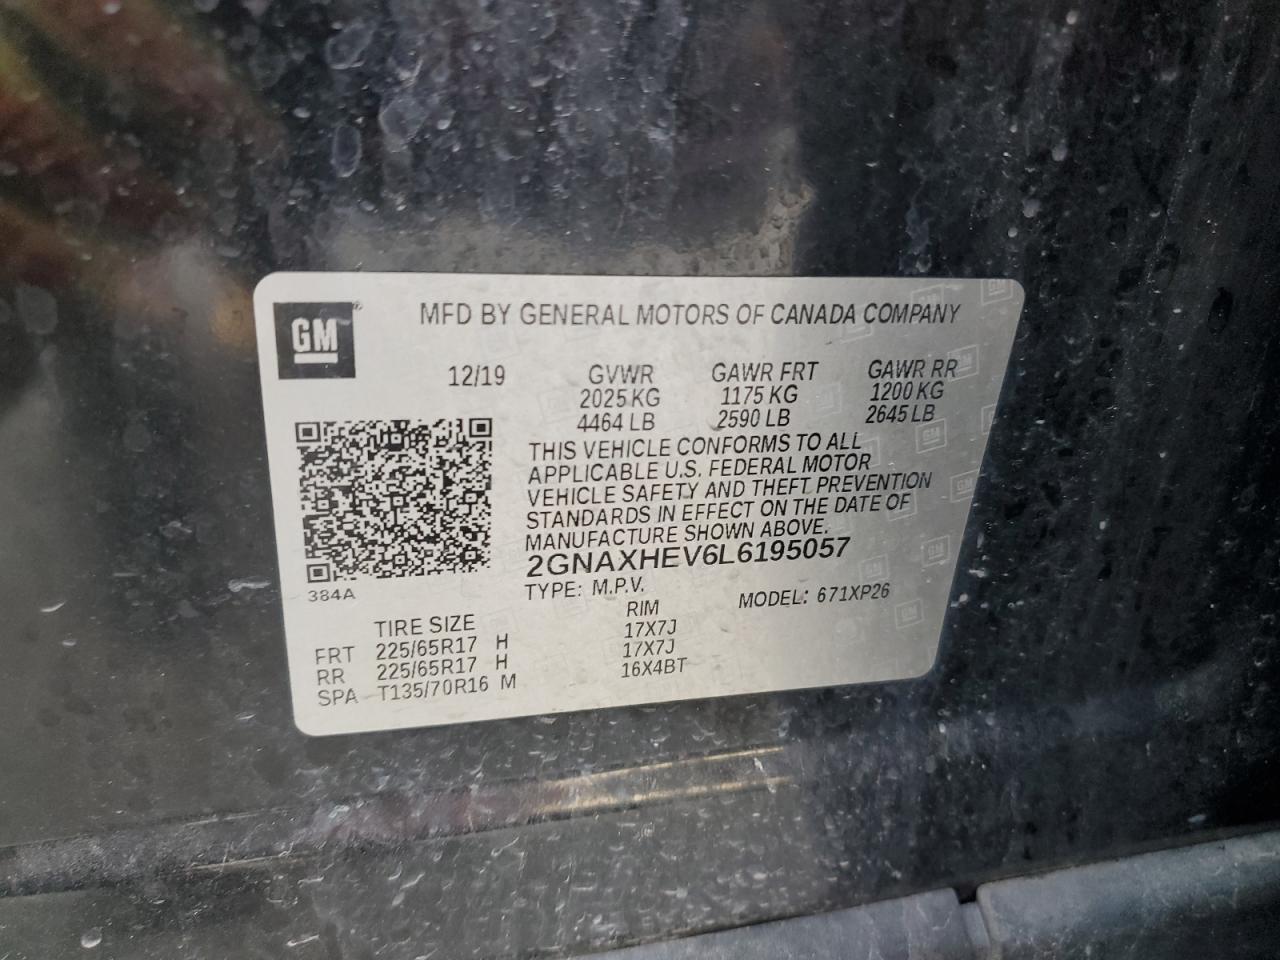 GM ®
MFD BY GENERAL MOTORS OF CANADA COMPANY
12/19 GVWR GAWR FRT GAWR RR
2025 KG 1175 KG 1200 KG
4464 LB 2590 LB 2645 LB
THIS VEHICLE CONFORMS TO ALL
APPLICABLE U.S. FEDERAL MOTOR
VEHICLE SAFETY AND THEFT PREVENTION
STANDARDS IN EFFECT ON THE DATE OF
MANUFACTURE SHOWN ABOVE.
2GNAXHEV6L6195057
384A
TYPE: M.P.V. MODEL: 671XP26
TIRE SIZE RIM
FRT 225/65R17 H 17X7J
RR 225/65R17 H 17X7J
SPA T135/70R16 M 16X4BT